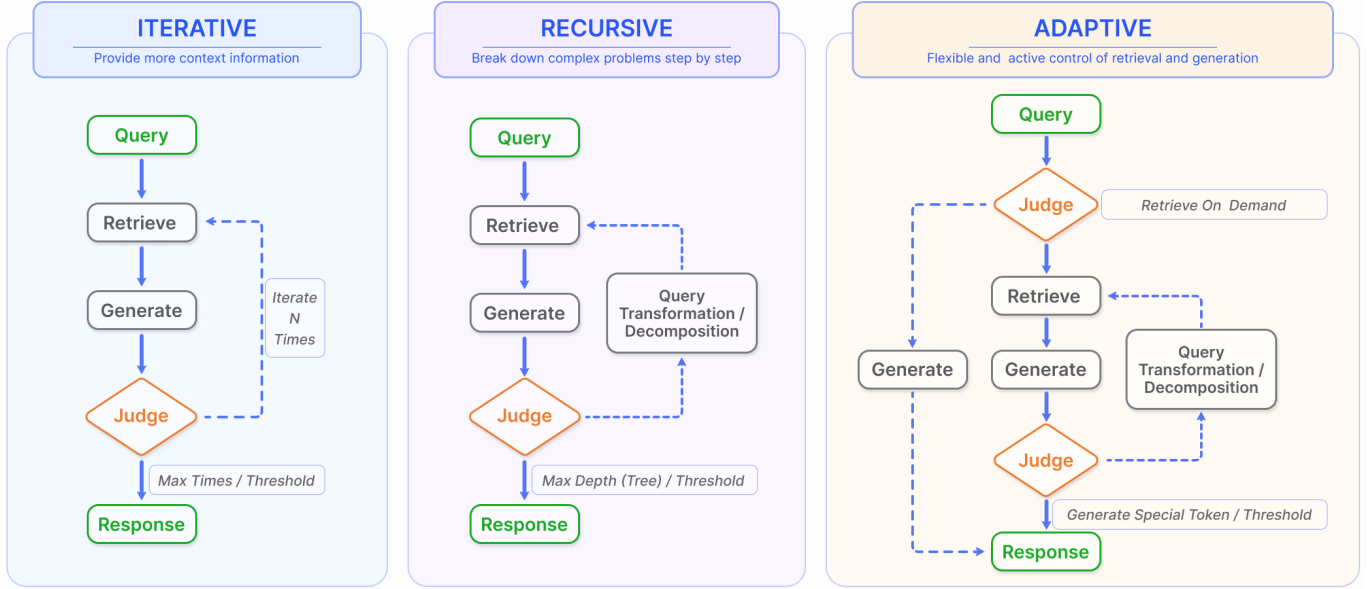 ITERATIVE
Provide more context information
Query
Retrieve
Generate
Iterate
N
Times
Judge
Max Times / Threshold
Response
RECURSIVE
Break down complex problems step by step
Query
Retrieve
Generate
Query
Transformation /
Decomposition
Judge
Max Depth (Tree) / Threshold
Response
ADAPTIVE
Flexible and active control of retrieval and generation
Query
Judge
Retrieve On Demand
Retrieve
Generate
Generate
Query
Transformation /
Decomposition
Judge
Generate Special Token / Threshold
Response